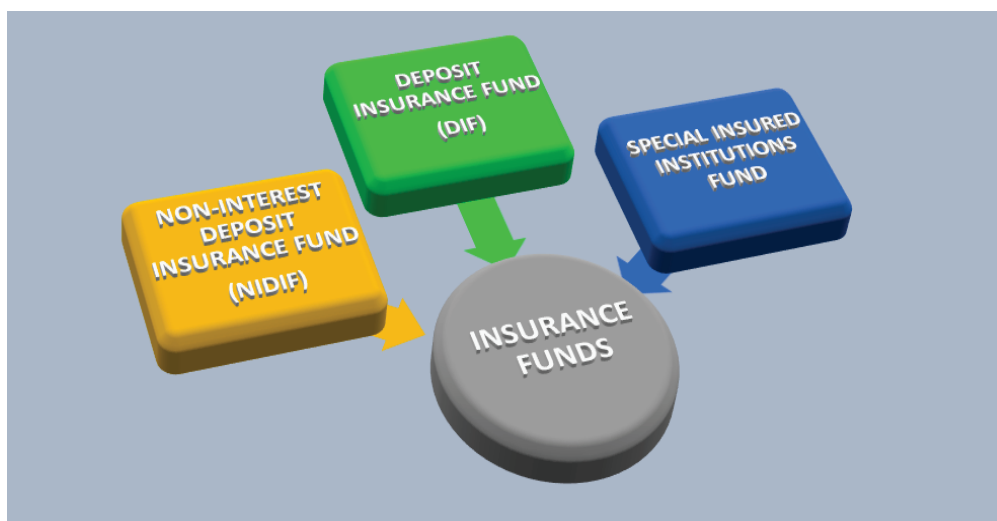 DEPOSIT
INSURANCE FUND
(DIF)
SPECIAL INSURED
INSTITUTIONS
FUND
NON-INTEREST
DEPOSIT
INSURANCE FUND
(NIDIF)
INSURANCE
FUNDS